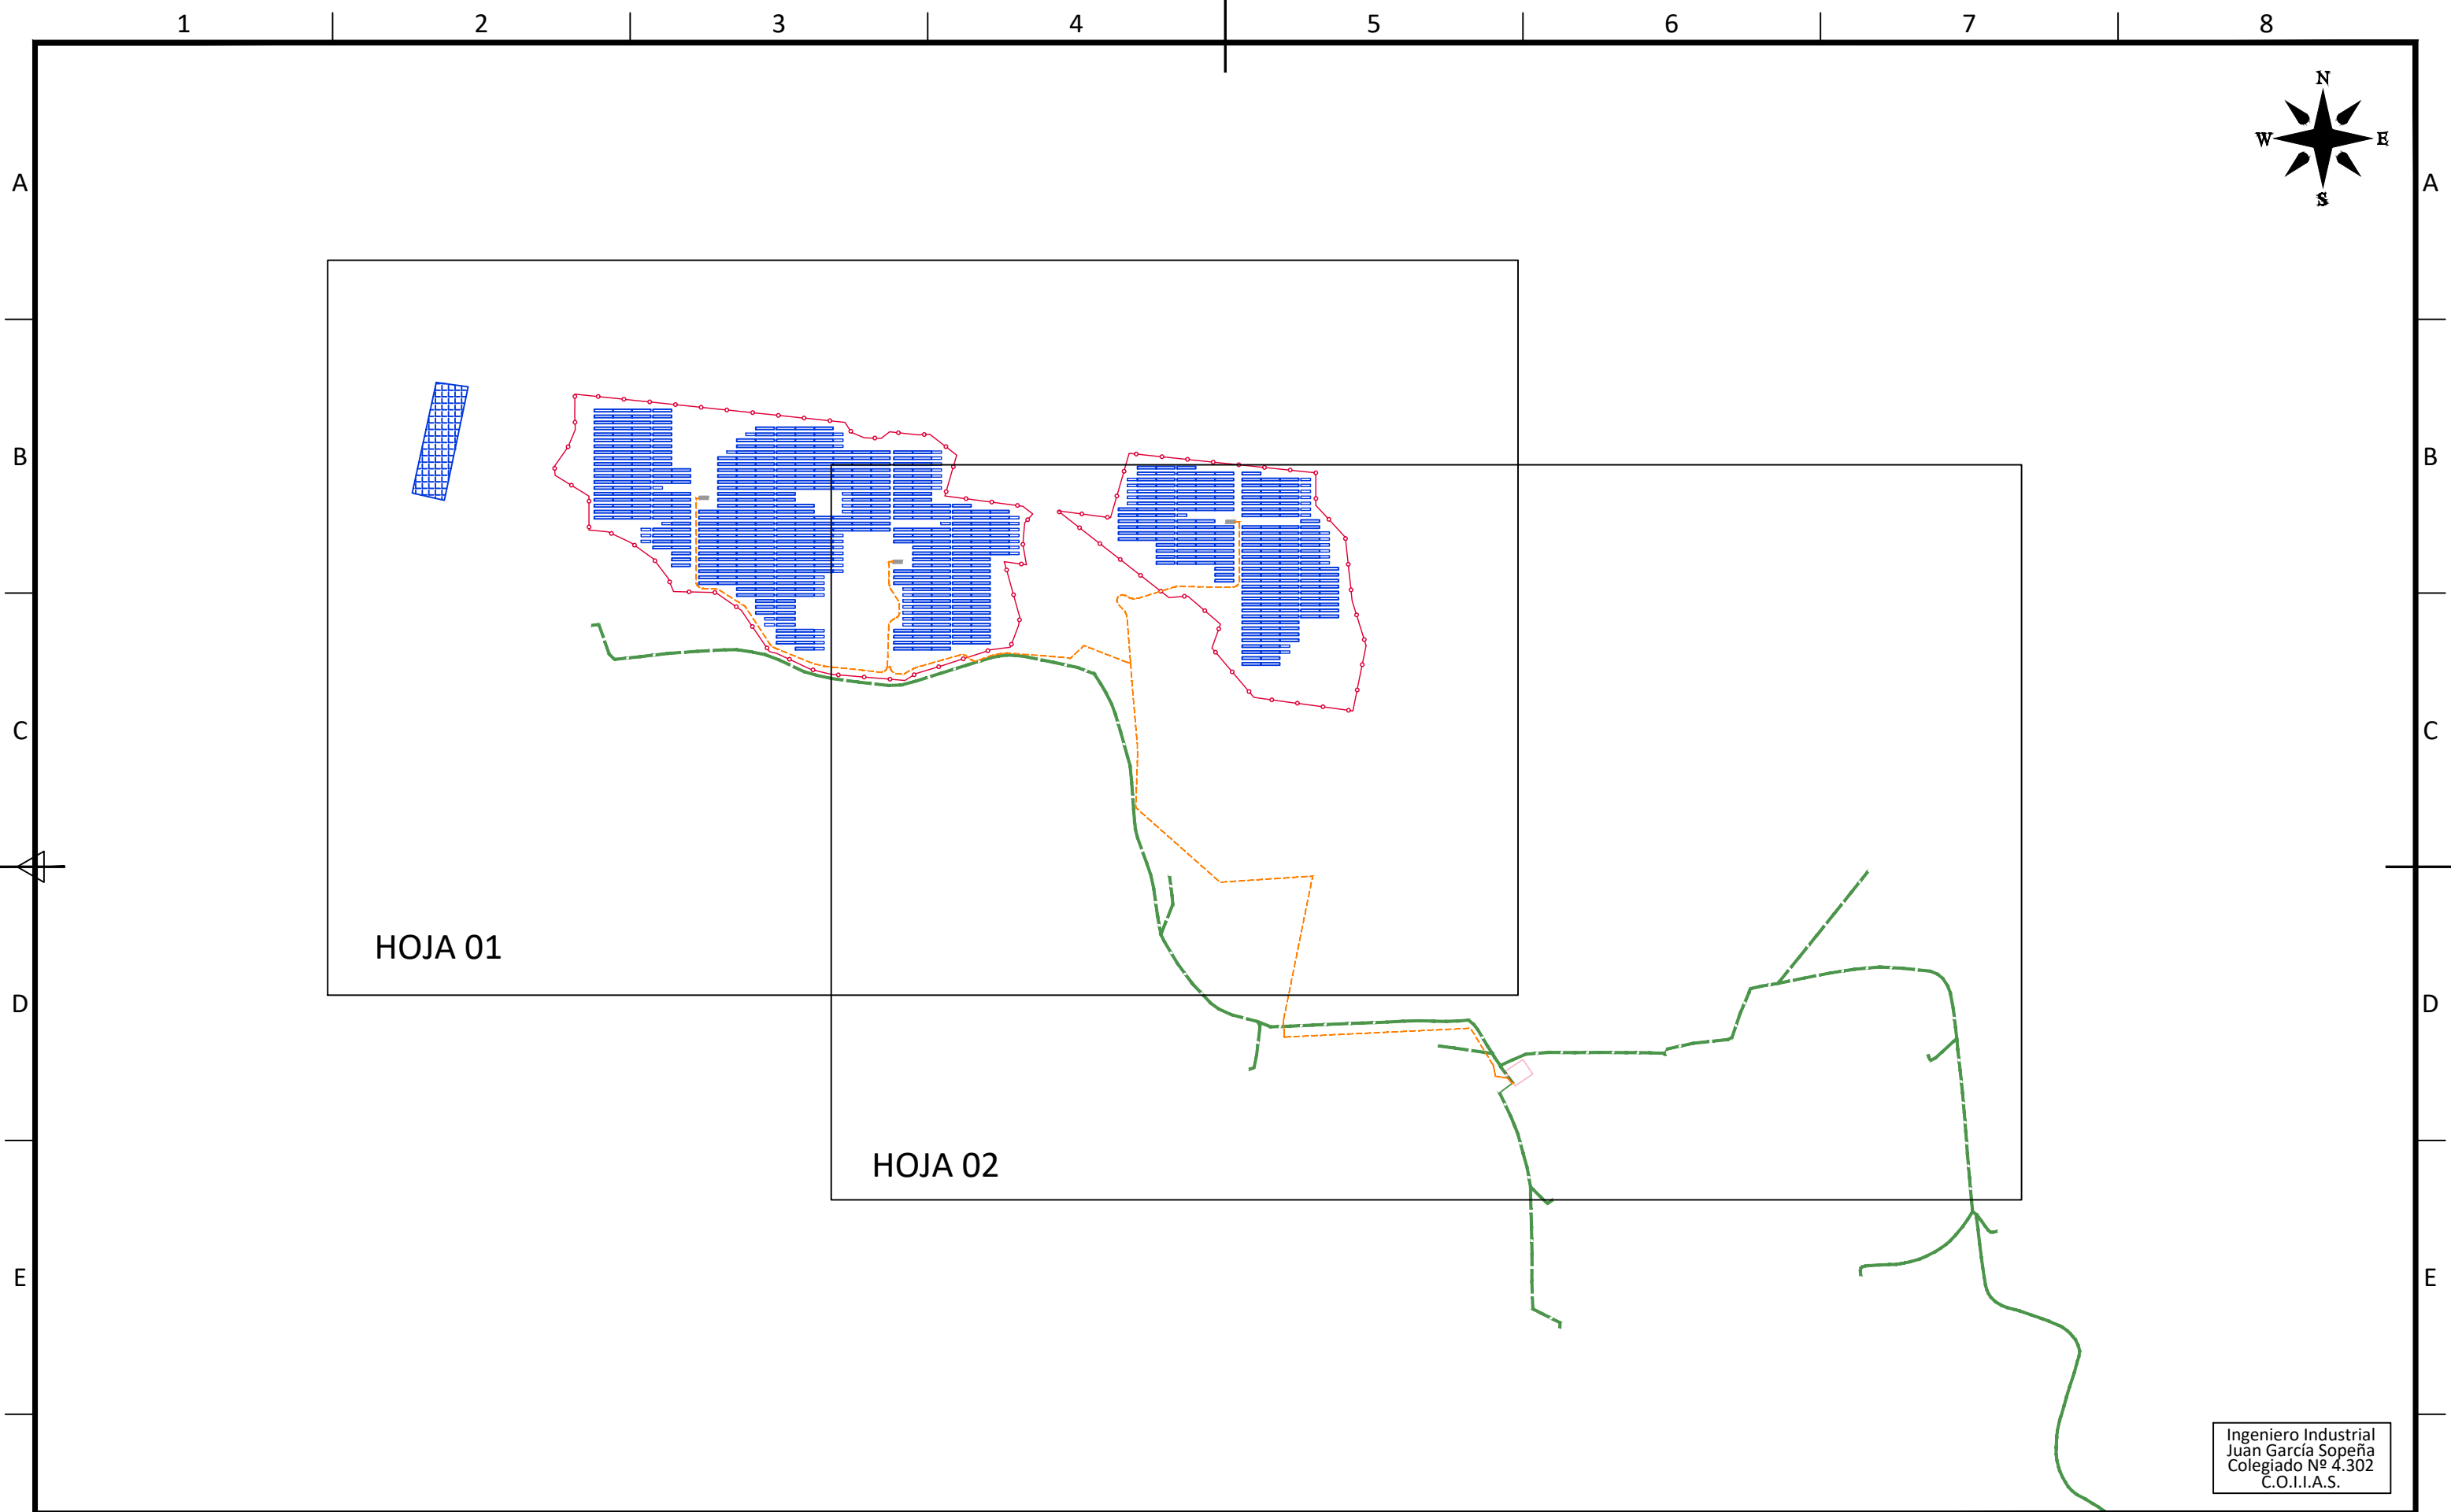 1 2 3 4 5 6 7 8
N
W E
S
A A
B B
C C
HOJA 01
D D
HOJA 02
E E
Ingeniero Industrial
Juan García Sopeña
Colegiado Nº 4.302
C.O.I.I.A.S.